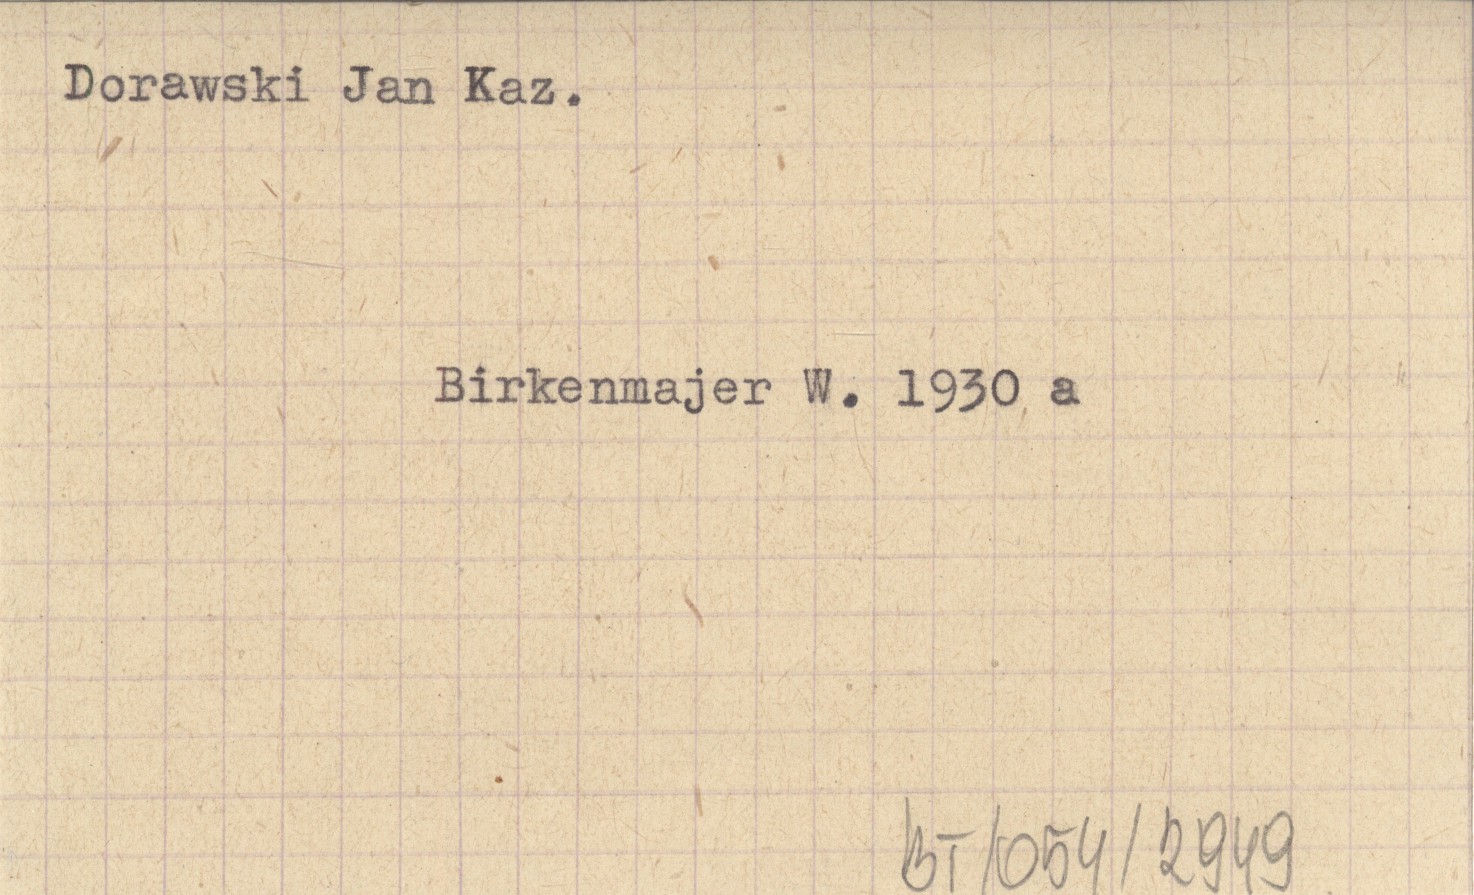 Dorawski Jan Kaz.
Birkenmajer W. 1930 a
BT/054/2949